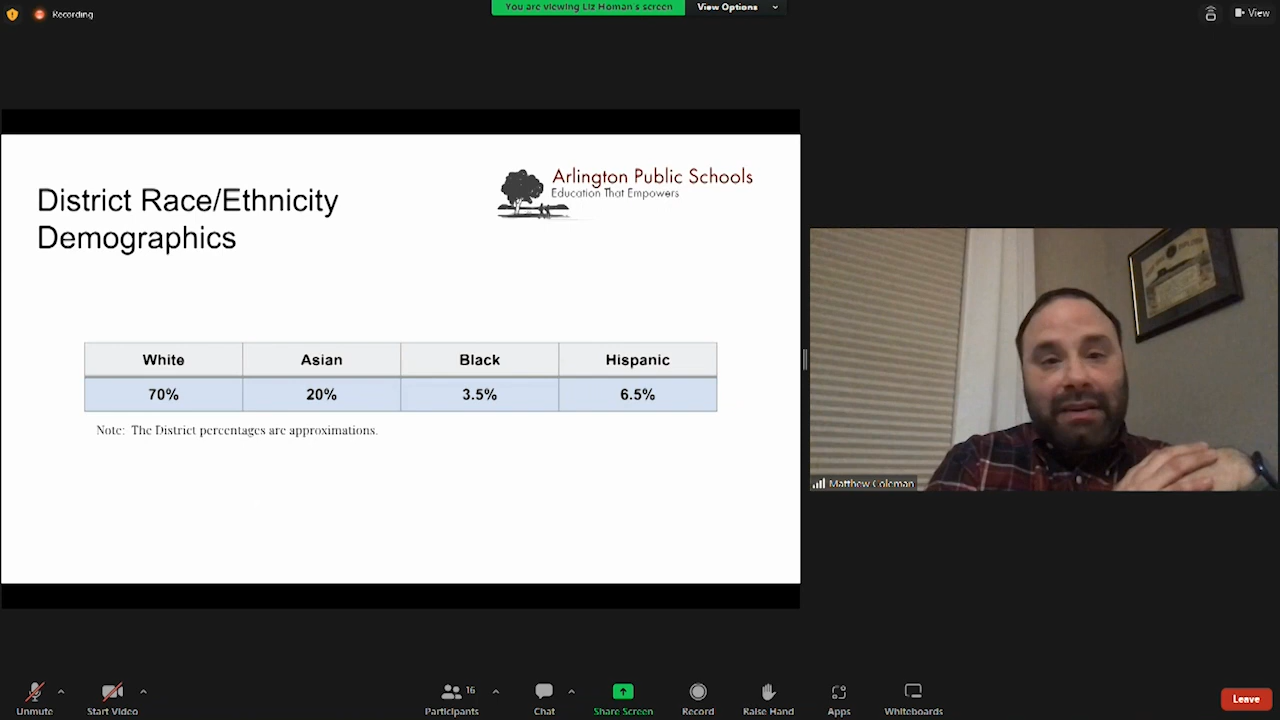 Recording
You are viewing Liz Homan's screen
View Options
View
District Race/Ethnicity
Demographics
Arlington Public Schools
Education That Empowers
White Asian Black Hispanic
70% 20% 3.5% 6.5%
Note: The District percentages are approximations.
Matthew Coleman
16
Unmute
Start Video
Participants
Chat
Share Screen
Record
Raise Hand
Apps
Whiteboards
Leave